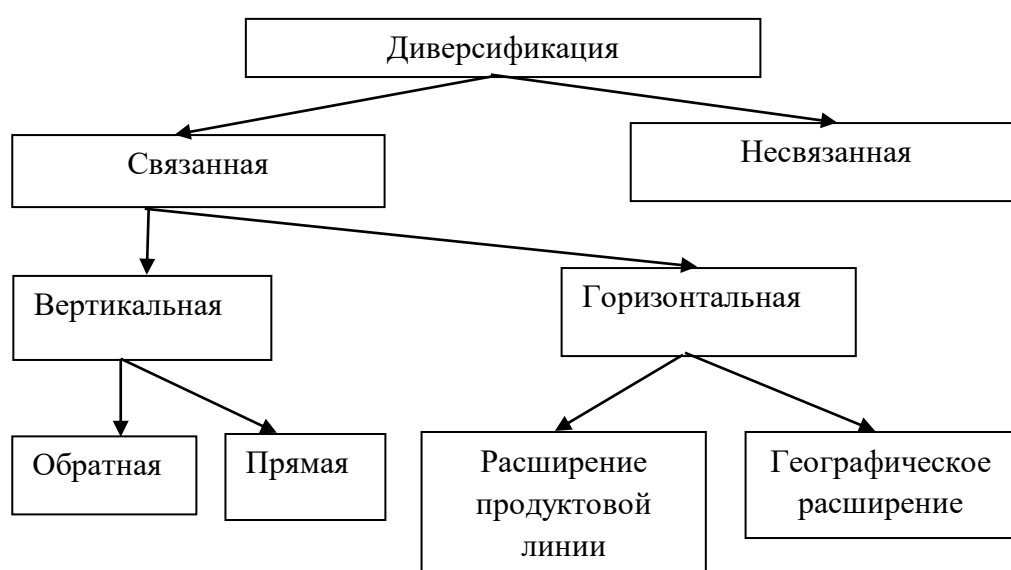 Диверсификация
Связанная
Несвязанная
Вертикальная
Горизонтальная
Обратная
Прямая
Расширение
продуктовой
линии
Географическое
расширение